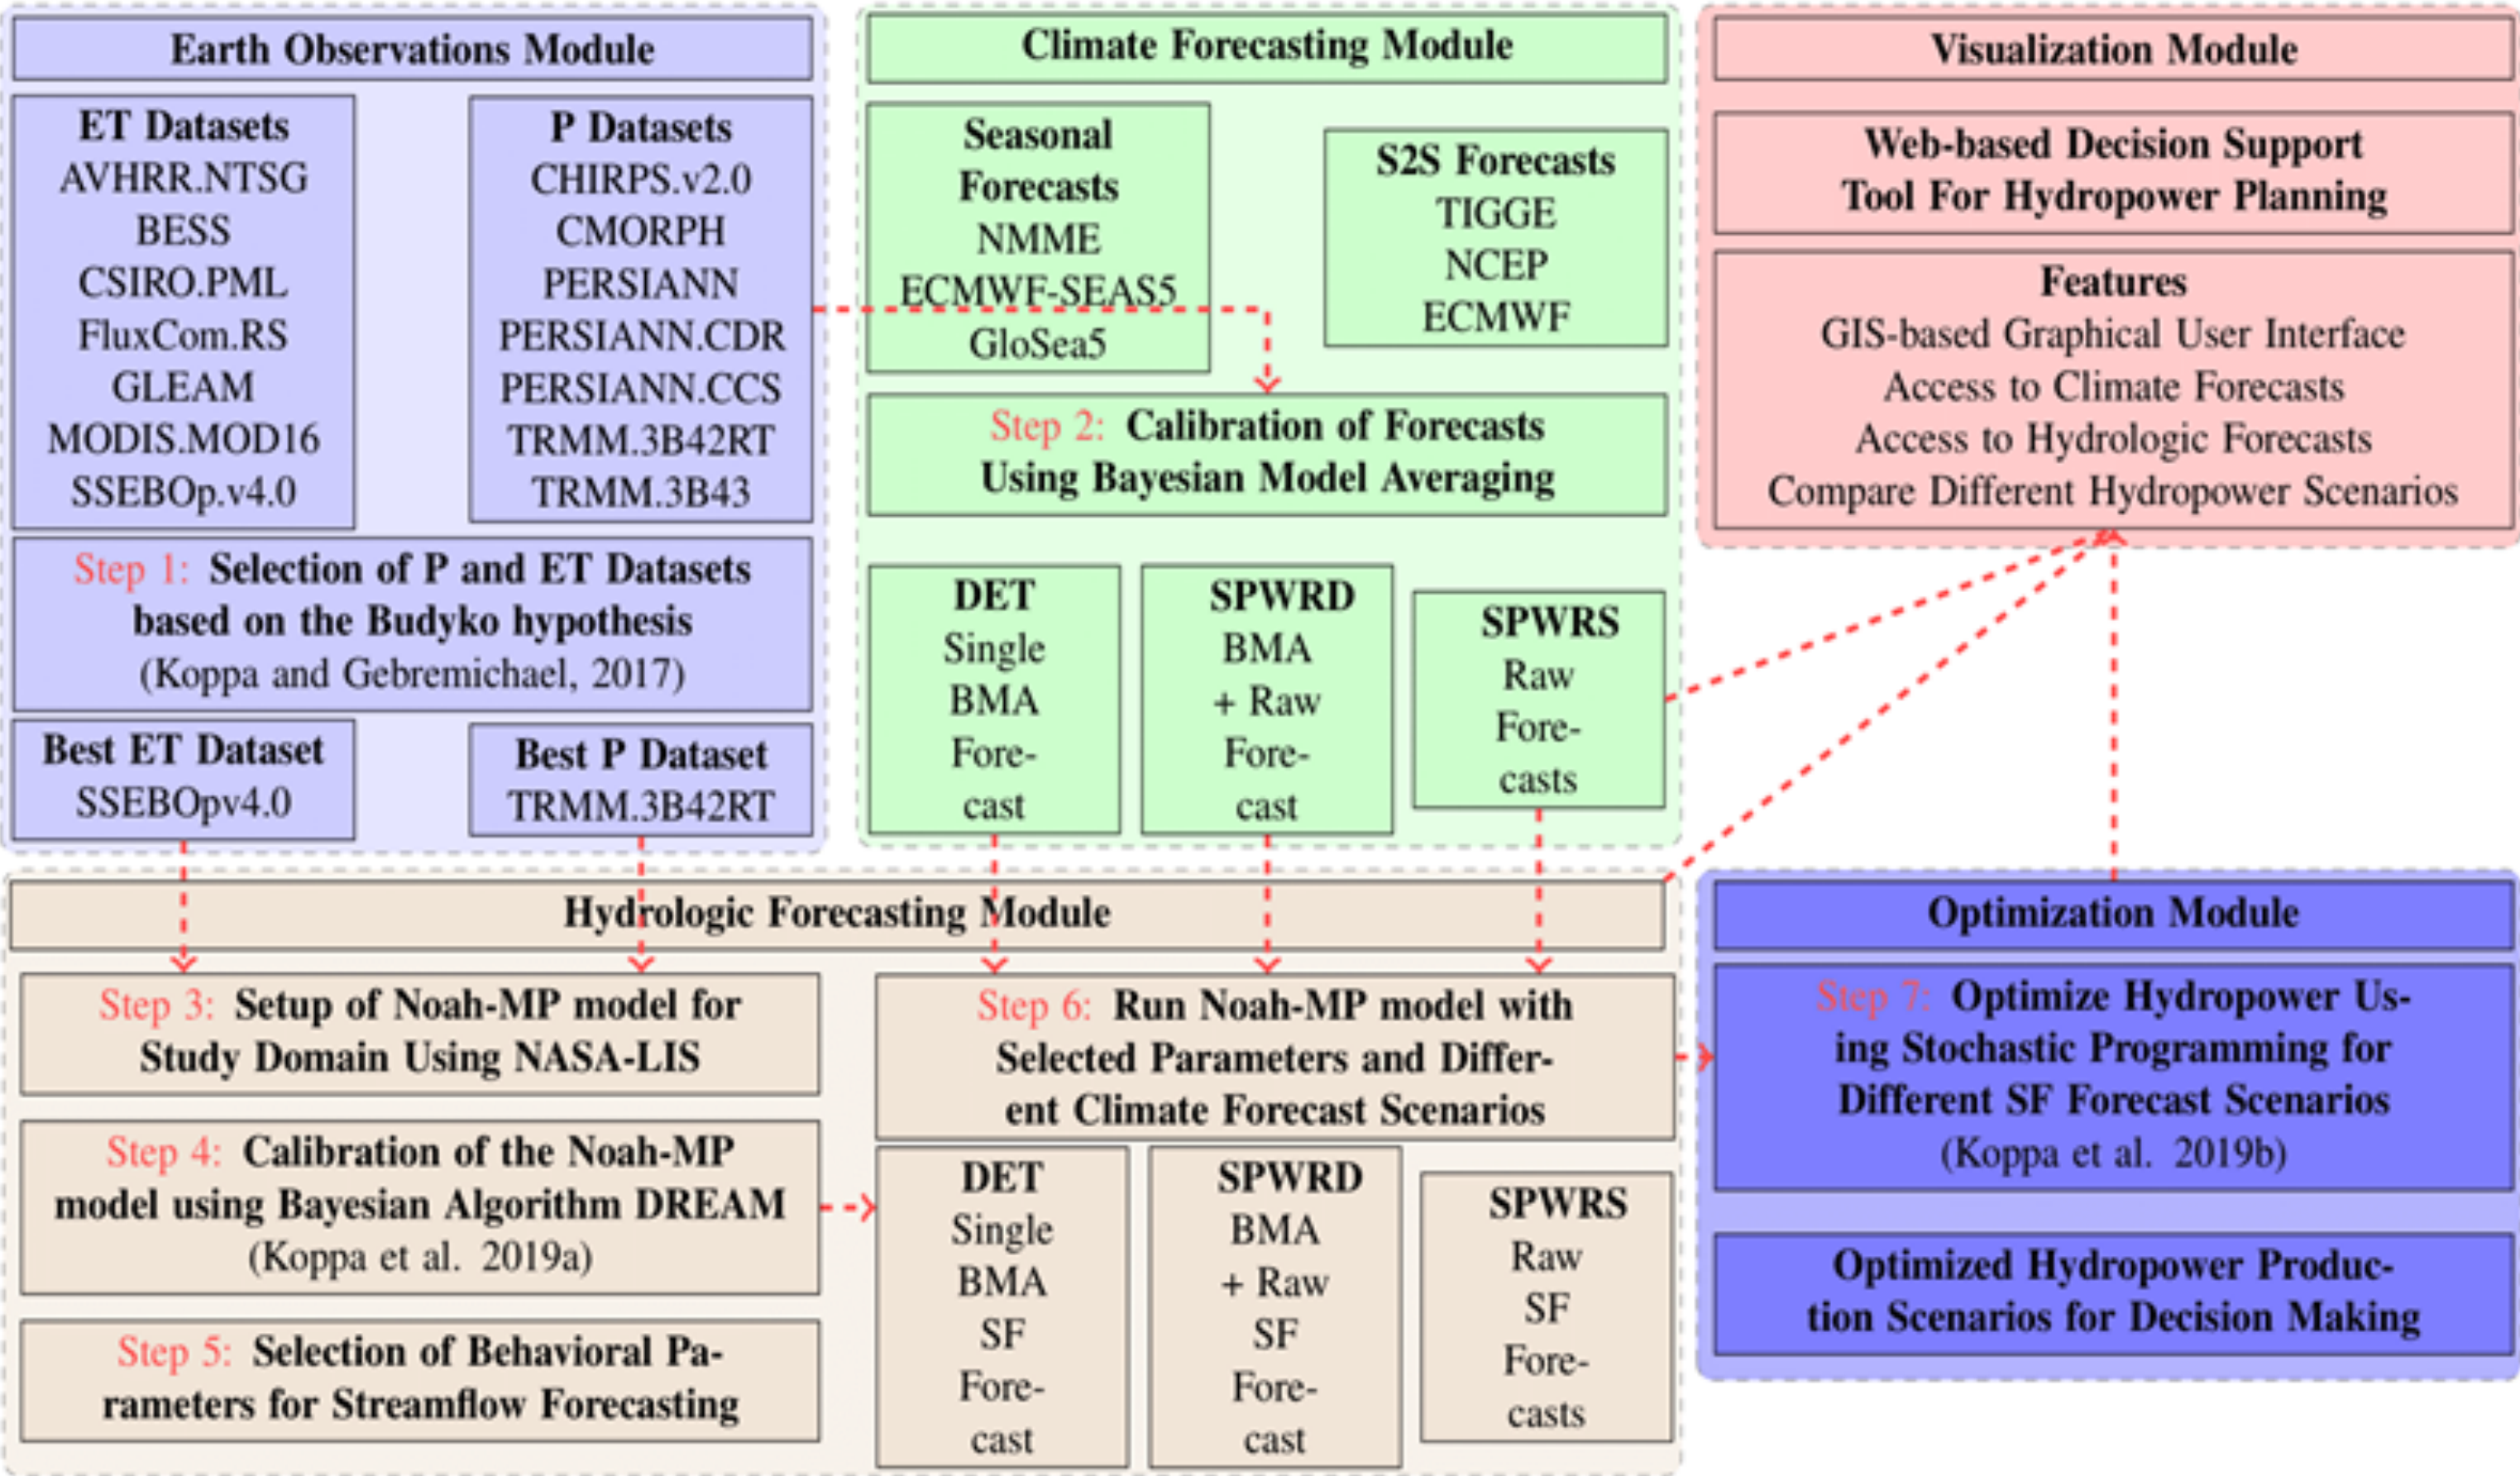 Earth Observations Module
ET Datasets
AVHRR.NTSG
BESS
CSIRO.PML
FluxCom.RS
GLEAM
MODIS.MOD16
SSEBOp.v4.0
P Datasets
CHIRPS.v2.0
CMORPH
PERSIANN
PERSIANN.CDR
PERSIANN.CCS
TRMM.3B42RT
TRMM.3B43
Step 1: Selection of P and ET Datasets
based on the Budyko hypothesis
(Koppa and Gebremichael, 2017)
Best ET Dataset
SSEBOpv4.0
Best P Dataset
TRMM.3B42RT
Climate Forecasting Module
Seasonal
Forecasts
NMME
ECMWF-SEAS5
GloSea5
S2S Forecasts
TIGGE
NCEP
ECMWF
Step 2: Calibration of Forecasts
Using Bayesian Model Averaging
DET
Single
BMA
Fore-
cast
SPWRD
BMA
+ Raw
Fore-
cast
SPWRS
Raw
Fore-
casts
Visualization Module
Web-based Decision Support
Tool For Hydropower Planning
Features
GIS-based Graphical User Interface
Access to Climate Forecasts
Access to Hydrologic Forecasts
Compare Different Hydropower Scenarios
Hydrologic Forecasting Module
Step 3: Setup of Noah-MP model for
Study Domain Using NASA-LIS
Step 4: Calibration of the Noah-MP
model using Bayesian Algorithm DREAM
(Koppa et al. 2019a)
Step 5: Selection of Behavioral Pa-
rameters for Streamflow Forecasting
Step 6: Run Noah-MP model with
Selected Parameters and Differ-
ent Climate Forecast Scenarios
DET
Single
BMA
SF
Fore-
cast
SPWRD
BMA
+ Raw
SF
Fore-
cast
SPWRS
Raw
SF
Fore-
casts
Optimization Module
Step 7: Optimize Hydropower Us-
ing Stochastic Programming for
Different SF Forecast Scenarios
(Koppa et al. 2019b)
Optimized Hydropower Produc-
tion Scenarios for Decision Making